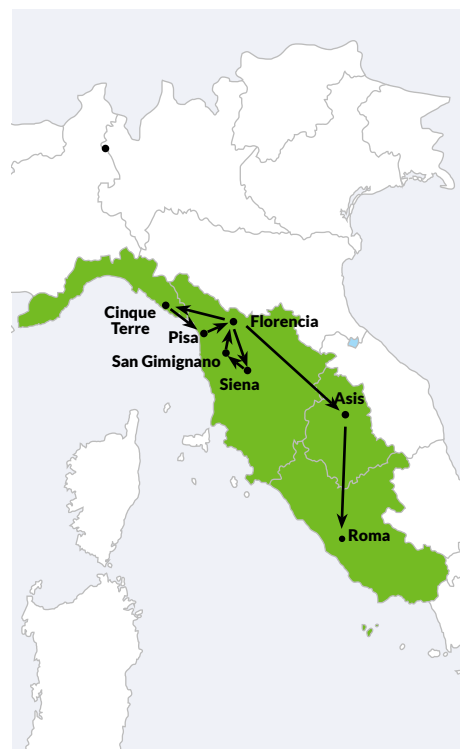 Cinque
Terre
Florencia
Pisa
San Gimignano
Siena
Asis
Roma